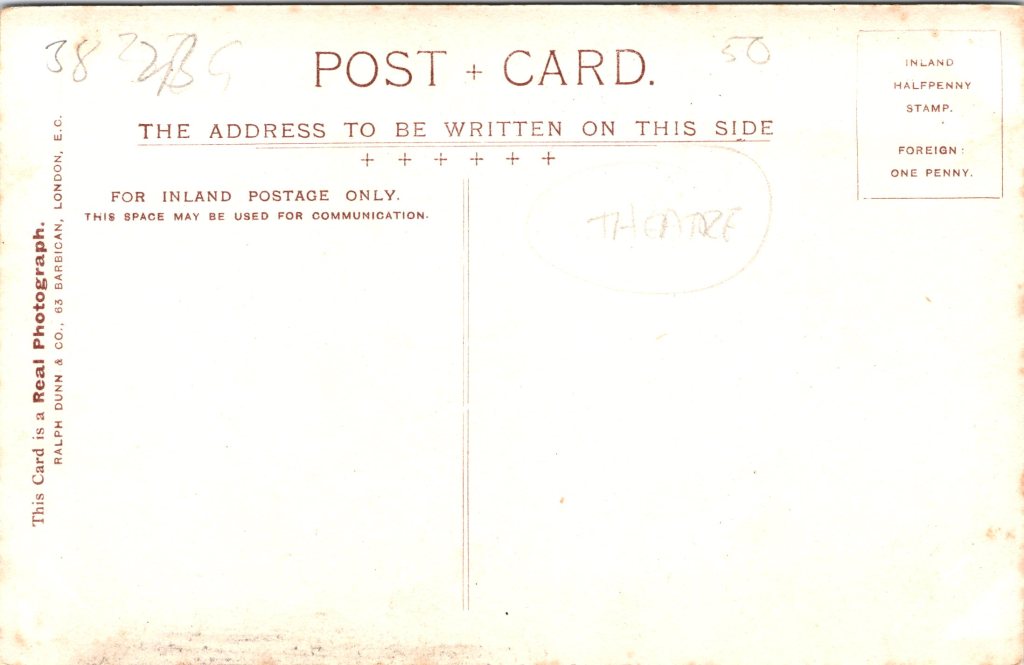 38
50
POST + CARD.
INLAND
HALFPENNY
STAMP.
FOREIGN:
ONE PENNY.
THE ADDRESS TO BE WRITTEN ON THIS SIDE
+ + + + + +
FOR INLAND POSTAGE ONLY.
THIS SPACE MAY BE USED FOR COMMUNICATION.
THEATRE
This Card is a Real Photograph.
RALPH DUNN & CO., 63 BARBICAN, LONDON, E.C.